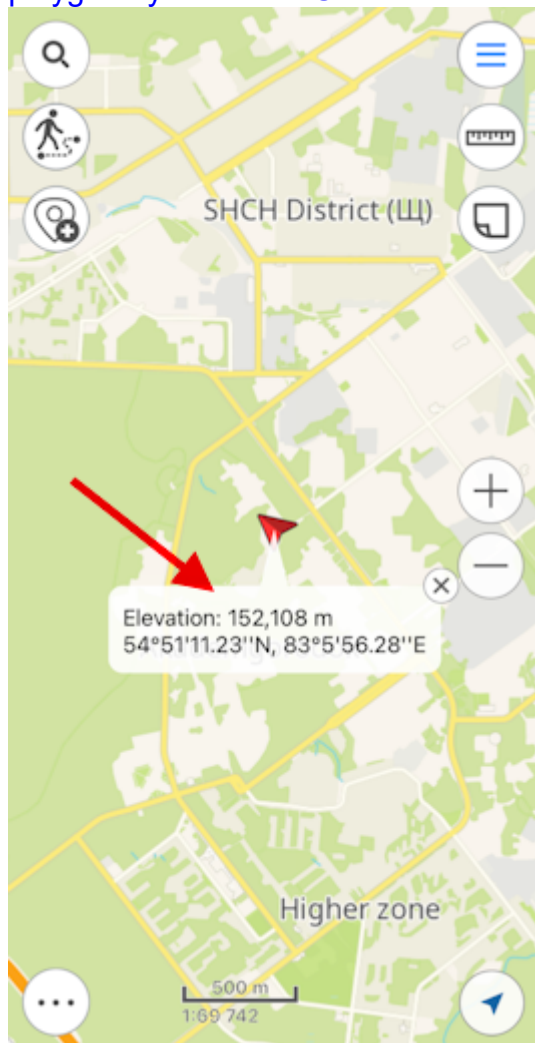 SHCH District (Щ)
Elevation: 152,108 m
54°51'11.23''N, 83°5'56.28''E
Higher zone
500 m
1:69 742